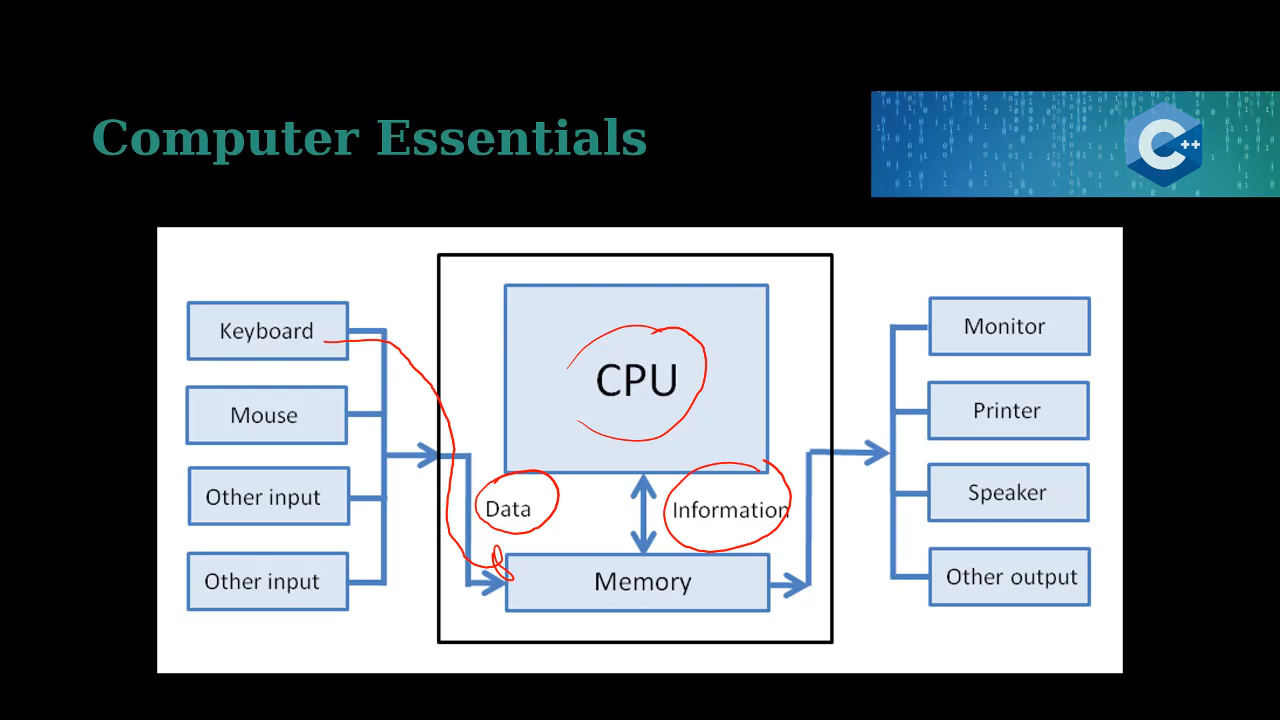 Computer Essentials
C++
Keyboard
Mouse
Other input
Other input
CPU
Data
Information
Memory
Monitor
Printer
Speaker
Other output